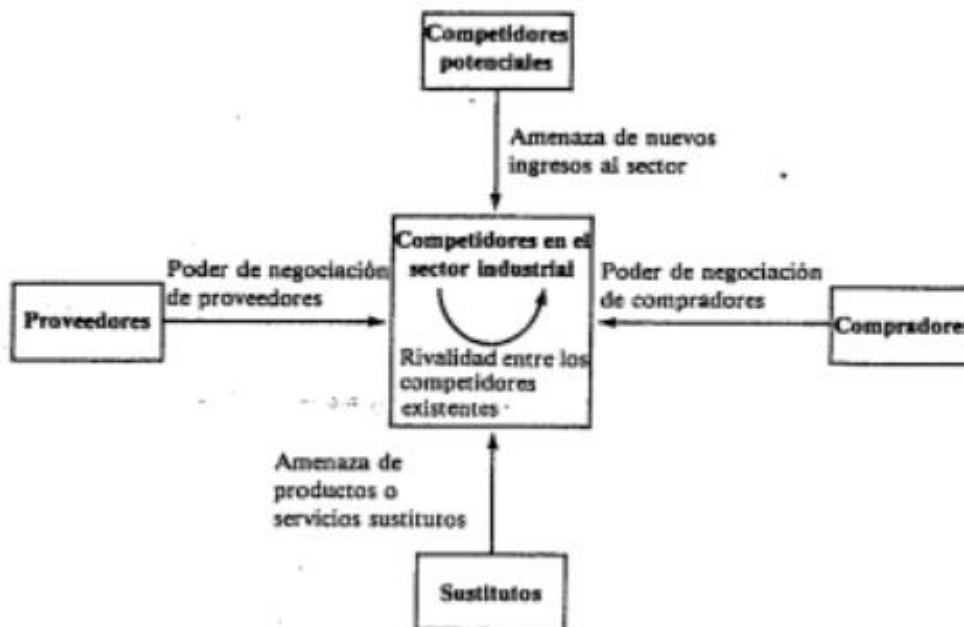 Competidores
potenciales
Amenaza de nuevos
ingresos al sector
Competidores en el
sector industrial
Poder de negociación
de proveedores
Poder de negociación
de compradores
Proveedores
Compradores
Rivalidad entre los
competidores
existentes
Amenaza de
productos o
servicios sustitutos
Sustitutos